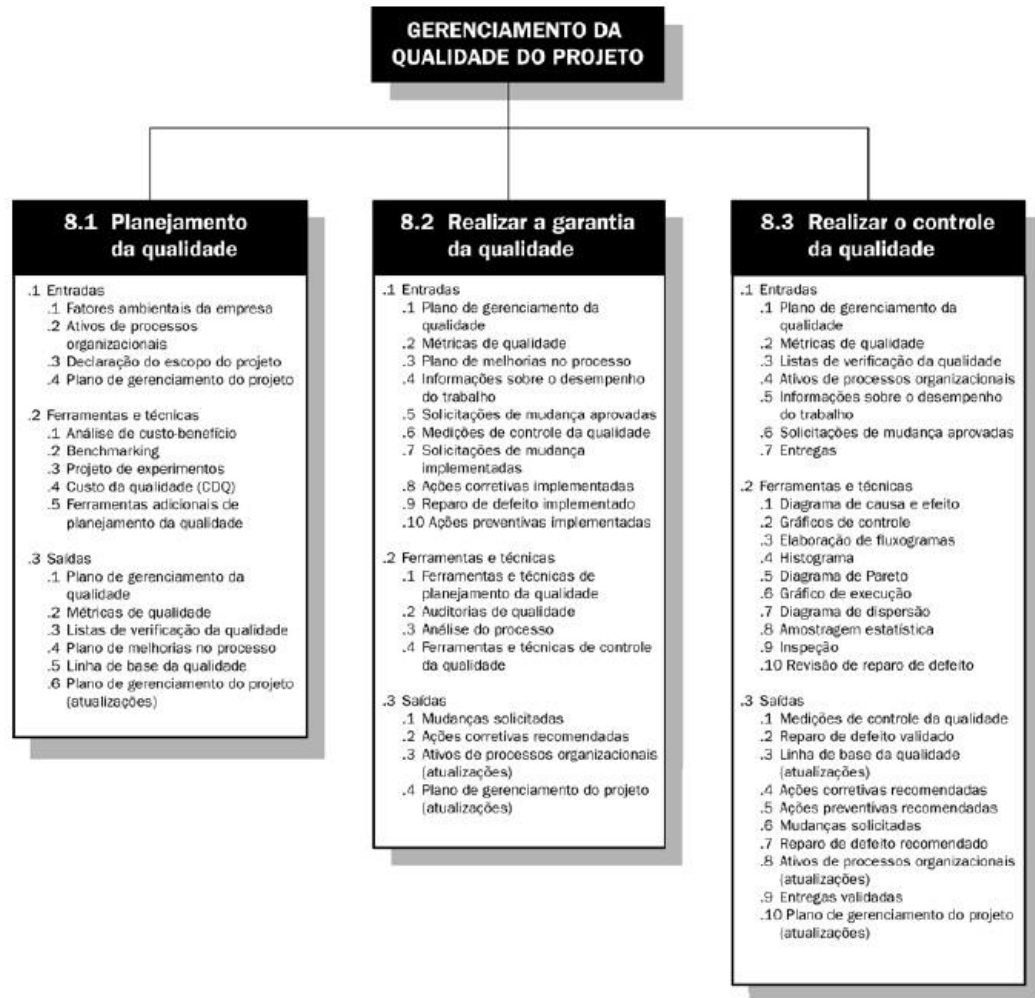 GERENCIAMENTO DA
QUALIDADE DO PROJETO
8.1 Planejamento
da qualidade
.1 Entradas
.1 Fatores ambientais da empresa
.2 Ativos de processos
organizacionais
.3 Declaração do escopo do projeto
.4 Plano de gerenciamento do projeto
.2 Ferramentas e técnicas
.1 Análise de custo-benefício
.2 Benchmarking
.3 Projeto de experimentos
.4 Custo da qualidade (CDQ)
.5 Ferramentas adicionais de
planejamento da qualidade
.3 Saídas
.1 Plano de gerenciamento da
qualidade
.2 Métricas de qualidade
.3 Listas de verificação da qualidade
.4 Plano de melhorias no processo
.5 Linha de base da qualidade
.6 Plano de gerenciamento do projeto
(atualizações)
8.2 Realizar a garantia
da qualidade
.1 Entradas
.1 Plano de gerenciamento da
qualidade
.2 Métricas de qualidade
.3 Plano de melhorias no processo
.4 Informações sobre o desempenho
do trabalho
.5 Solicitações de mudança aprovadas
.6 Medições de controle da qualidade
.7 Solicitações de mudança
implementadas
.8 Ações corretivas implementadas
.9 Reparo de defeito implementado
.10 Ações preventivas implementadas
.2 Ferramentas e técnicas
.1 Ferramentas e técnicas de
planejamento da qualidade
.2 Auditorias de qualidade
.3 Análise do processo
.4 Ferramentas e técnicas de controle
da qualidade
.3 Saídas
.1 Mudanças solicitadas
.2 Ações corretivas recomendadas
.3 Ativos de processos organizacionais
(atualizações)
.4 Plano de gerenciamento do projeto
(atualizações)
8.3 Realizar o controle
da qualidade
.1 Entradas
.1 Plano de gerenciamento da
qualidade
.2 Métricas de qualidade
.3 Listas de verificação da qualidade
.4 Ativos de processos organizacionais
.5 Informações sobre o desempenho
do trabalho
.6 Solicitações de mudança aprovadas
.7 Entregas
.2 Ferramentas e técnicas
.1 Diagrama de causa e efeito
.2 Gráficos de controle
.3 Elaboração de fluxogramas
.4 Histograma
.5 Diagrama de Pareto
.6 Gráfico de execução
.7 Diagrama de dispersão
.8 Amostragem estatística
.9 Inspeção
.10 Revisão de reparo de defeito
.3 Saídas
.1 Medições de controle da qualidade
.2 Reparo de defeito validado
.3 Linha de base da qualidade
(atualizações)
.4 Ações corretivas recomendadas
.5 Ações preventivas recomendadas
.6 Mudanças solicitadas
.7 Reparo de defeito recomendado
.8 Ativos de processos organizacionais
(atualizações)
.9 Entregas validadas
.10 Plano de gerenciamento do projeto
(atualizações)